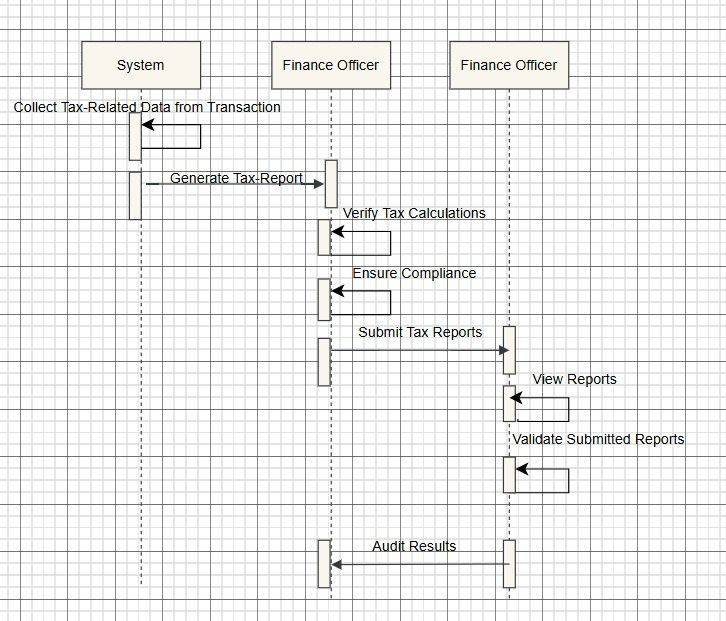 System
Finance Officer
Finance Officer
Collect Tax-Related Data from Transaction
Generate Tax-Report
Verify Tax Calculations
Ensure Compliance
Submit Tax Reports
View Reports
Validate Submitted Reports
Audit Results